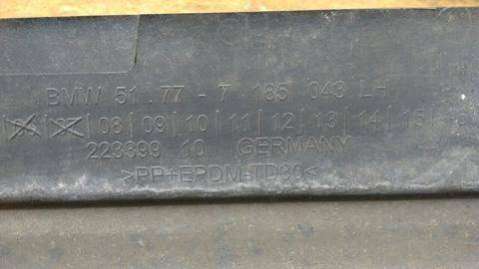 BMW 51.77-7 185 043 LH
|08|09|10|11|12|13|14|15
223399 10 GERMANY
>PP+EPDM-TD30<